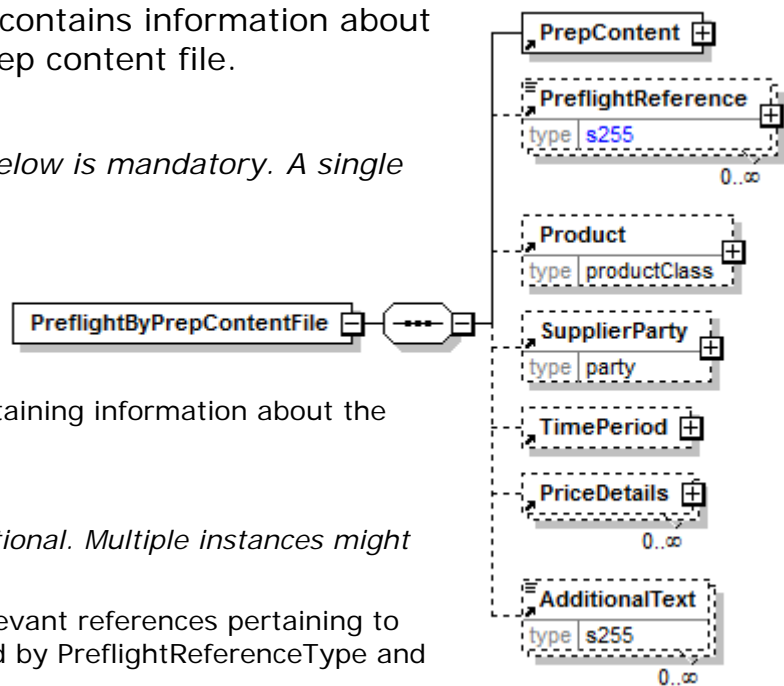 contains information about
ep content file.
elow is mandatory. A single
taining information about the
tional. Multiple instances might
evant references pertaining to
d by PreflightReferenceType and
PreflightByPrepContentFile
PrepContent
PreflightReference
type s255
0..∞
Product
type productClass
SupplierParty
type party
TimePeriod
PriceDetails
0..∞
AdditionalText
type s255
0..∞